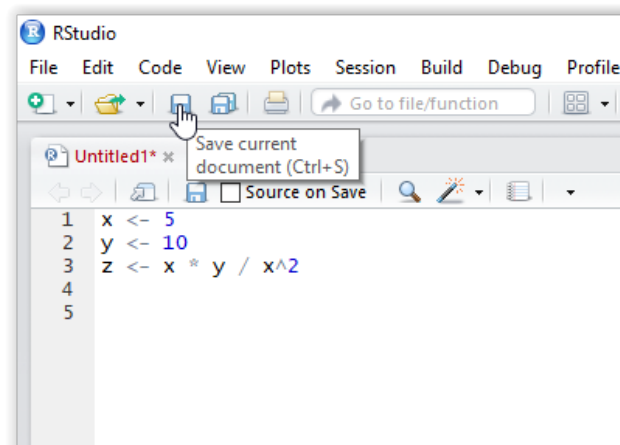 R RStudio
File Edit Code View Plots Session Build Debug Profile
Go to file/function
Untitled1*
Save current
document (Ctrl+S)
Source on Save
1 x <- 5
2 y <- 10
3 z <- x * y / x^2
4
5